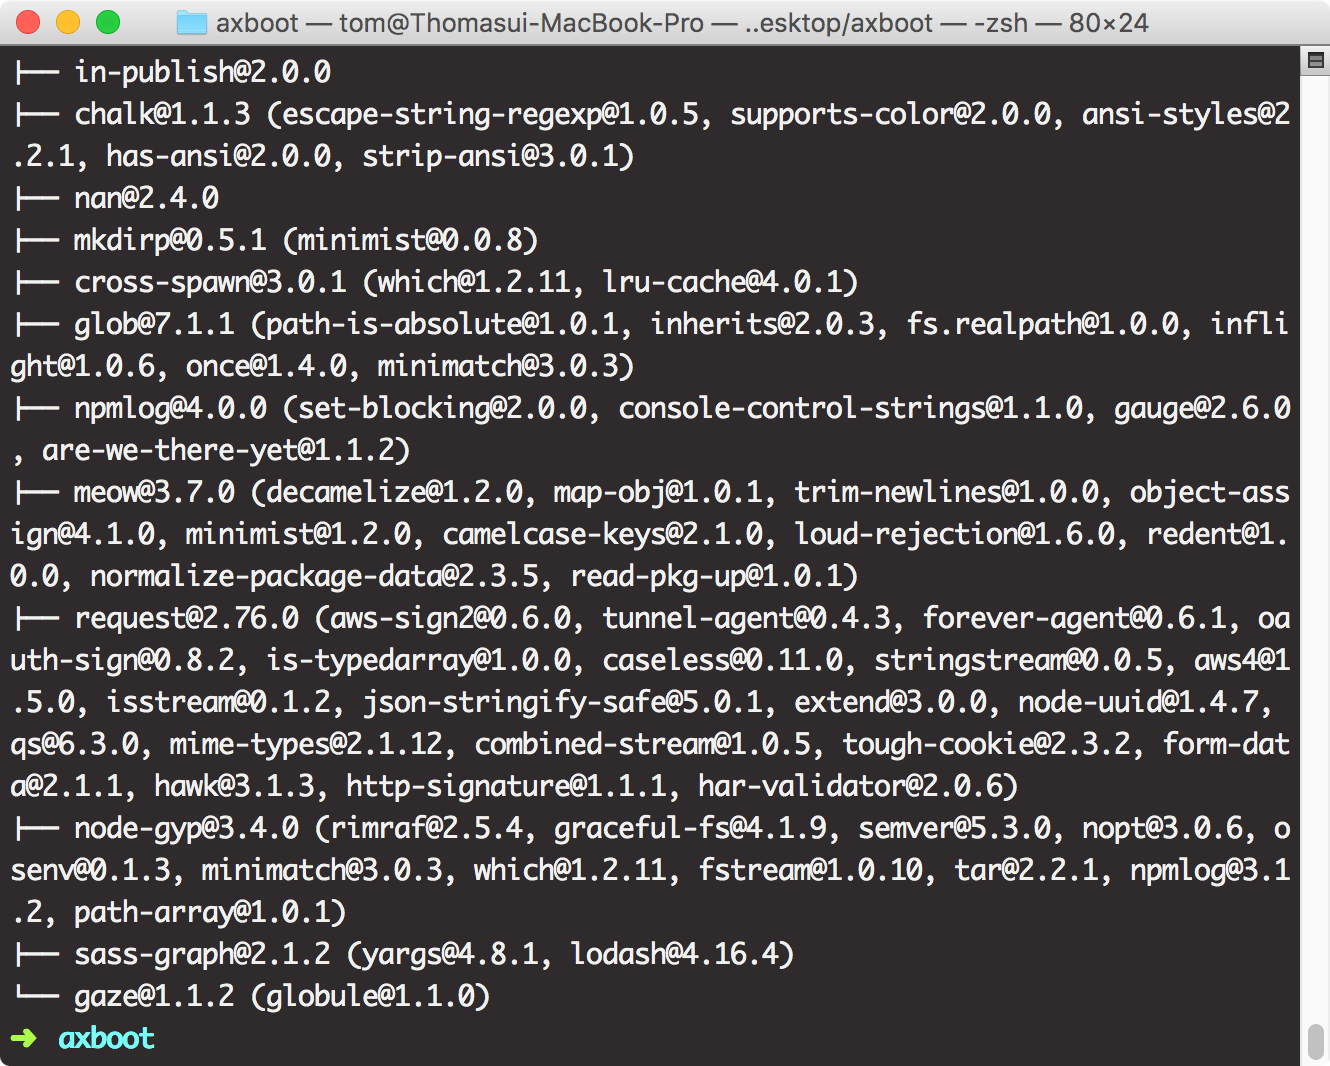 axboot — tom@Thomasui-MacBook-Pro — ..esktop/axboot — -zsh — 80×24
├── in-publish@2.0.0
├── chalk@1.1.3 (escape-string-regexp@1.0.5, supports-color@2.0.0, ansi-styles@2
.2.1, has-ansi@2.0.0, strip-ansi@3.0.1)
├── nan@2.4.0
├── mkdirp@0.5.1 (minimist@0.0.8)
├── cross-spawn@3.0.1 (which@1.2.11, lru-cache@4.0.1)
├── glob@7.1.1 (path-is-absolute@1.0.1, inherits@2.0.3, fs.realpath@1.0.0, infli
ght@1.0.6, once@1.4.0, minimatch@3.0.3)
├── npmlog@4.0.0 (set-blocking@2.0.0, console-control-strings@1.1.0, gauge@2.6.0
, are-we-there-yet@1.1.2)
├── meow@3.7.0 (decamelize@1.2.0, map-obj@1.0.1, trim-newlines@1.0.0, object-ass
ign@4.1.0, minimist@1.2.0, camelcase-keys@2.1.0, loud-rejection@1.6.0, redent@1.
0.0, normalize-package-data@2.3.5, read-pkg-up@1.0.1)
├── request@2.76.0 (aws-sign2@0.6.0, tunnel-agent@0.4.3, forever-agent@0.6.1, oa
uth-sign@0.8.2, is-typedarray@1.0.0, caseless@0.11.0, stringstream@0.0.5, aws4@1
.5.0, isstream@0.1.2, json-stringify-safe@5.0.1, extend@3.0.0, node-uuid@1.4.7,
qs@6.3.0, mime-types@2.1.12, combined-stream@1.0.5, tough-cookie@2.3.2, form-dat
a@2.1.1, hawk@3.1.3, http-signature@1.1.1, har-validator@2.0.6)
├── node-gyp@3.4.0 (rimraf@2.5.4, graceful-fs@4.1.9, semver@5.3.0, nopt@3.0.6, o
senv@0.1.3, minimatch@3.0.3, which@1.2.11, fstream@1.0.10, tar@2.2.1, npmlog@3.1
.2, path-array@1.0.1)
├── sass-graph@2.1.2 (yargs@4.8.1, lodash@4.16.4)
└── gaze@1.1.2 (globule@1.1.0)
➜ axboot